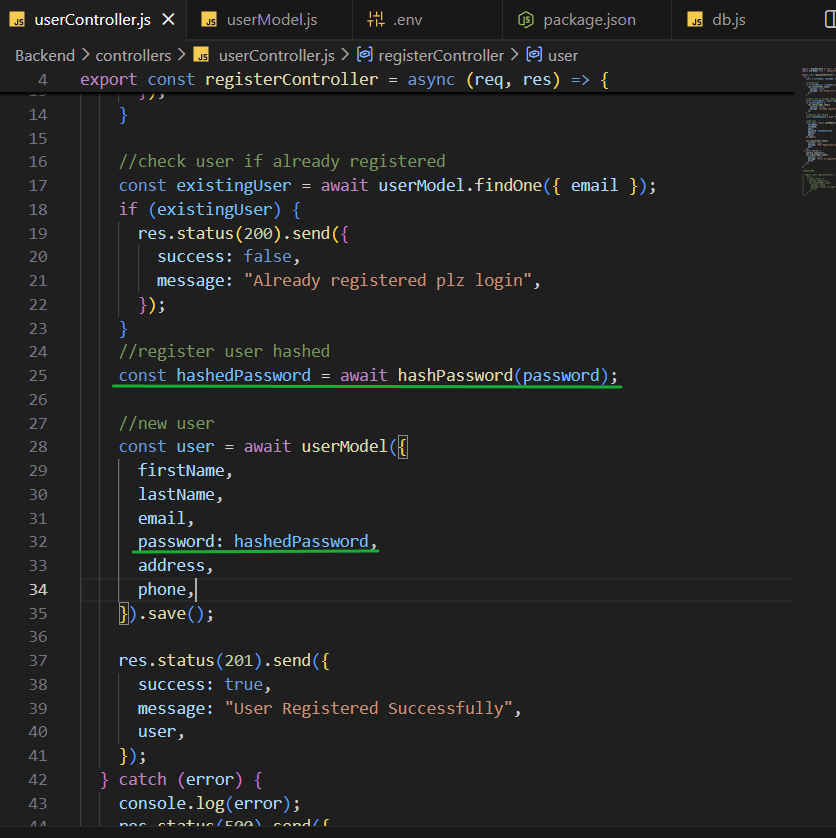 userController.js
userModel.js
.env
package.json
db.js
Backend > controllers > userController.js > registerController > user
4 export const registerController = async (req, res) => {
14 }
15
16 //check user if already registered
17 const existingUser = await userModel.findOne({ email });
18 if (existingUser) {
19 res.status(200).send({
20 success: false,
21 message: "Already registered plz login",
22 });
23 }
24 //register user hashed
25 const hashedPassword = await hashPassword(password);
26
27 //new user
28 const user = await userModel({
29 firstName,
30 lastName,
31 email,
32 password: hashedPassword,
33 address,
34 phone,
35 }).save();
36
37 res.status(201).send({
38 success: true,
39 message: "User Registered Successfully",
40 user,
41 });
42 } catch (error) {
43 console.log(error);
44 res.status(500).send({